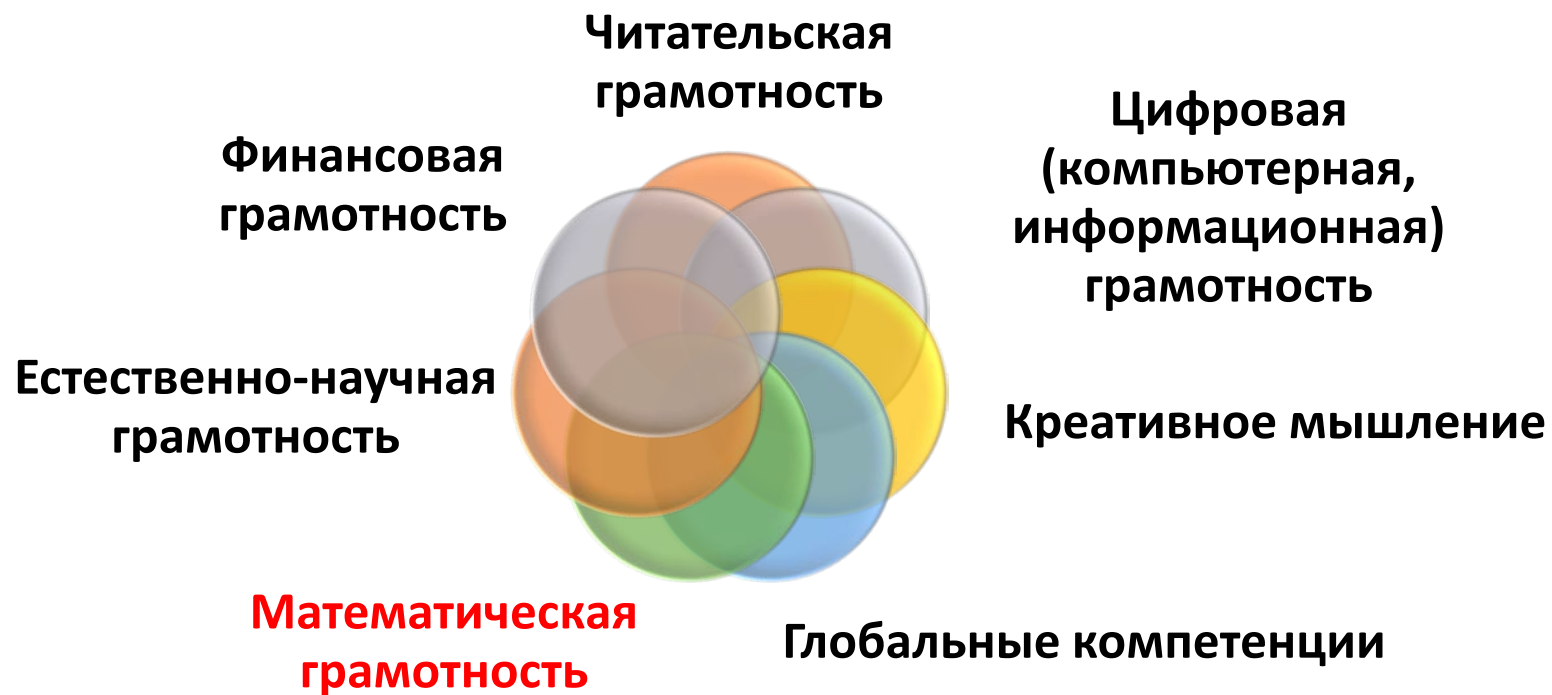 Читательская
грамотность
Цифровая
(компьютерная,
информационная)
грамотность
Креативное мышление
Глобальные компетенции
Математическая
грамотность
Естественно-научная
грамотность
Финансовая
грамотность